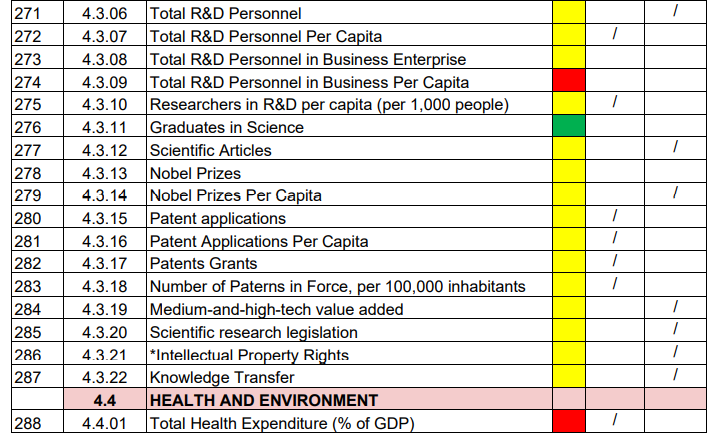 271 4.3.06 Total R&D Personnel /
272 4.3.07 Total R&D Personnel Per Capita /
273 4.3.08 Total R&D Personnel in Business Enterprise
274 4.3.09 Total R&D Personnel in Business Per Capita
275 4.3.10 Researchers in R&D per capita (per 1,000 people) /
276 4.3.11 Graduates in Science
277 4.3.12 Scientific Articles /
278 4.3.13 Nobel Prizes
279 4.3.14 Nobel Prizes Per Capita /
280 4.3.15 Patent applications /
281 4.3.16 Patent Applications Per Capita /
282 4.3.17 Patents Grants /
283 4.3.18 Number of Paterns in Force, per 100,000 inhabitants /
284 4.3.19 Medium-and-high-tech value added /
285 4.3.20 Scientific research legislation /
286 4.3.21 *Intellectual Property Rights /
287 4.3.22 Knowledge Transfer /
4.4 HEALTH AND ENVIRONMENT
288 4.4.01 Total Health Expenditure (% of GDP) /